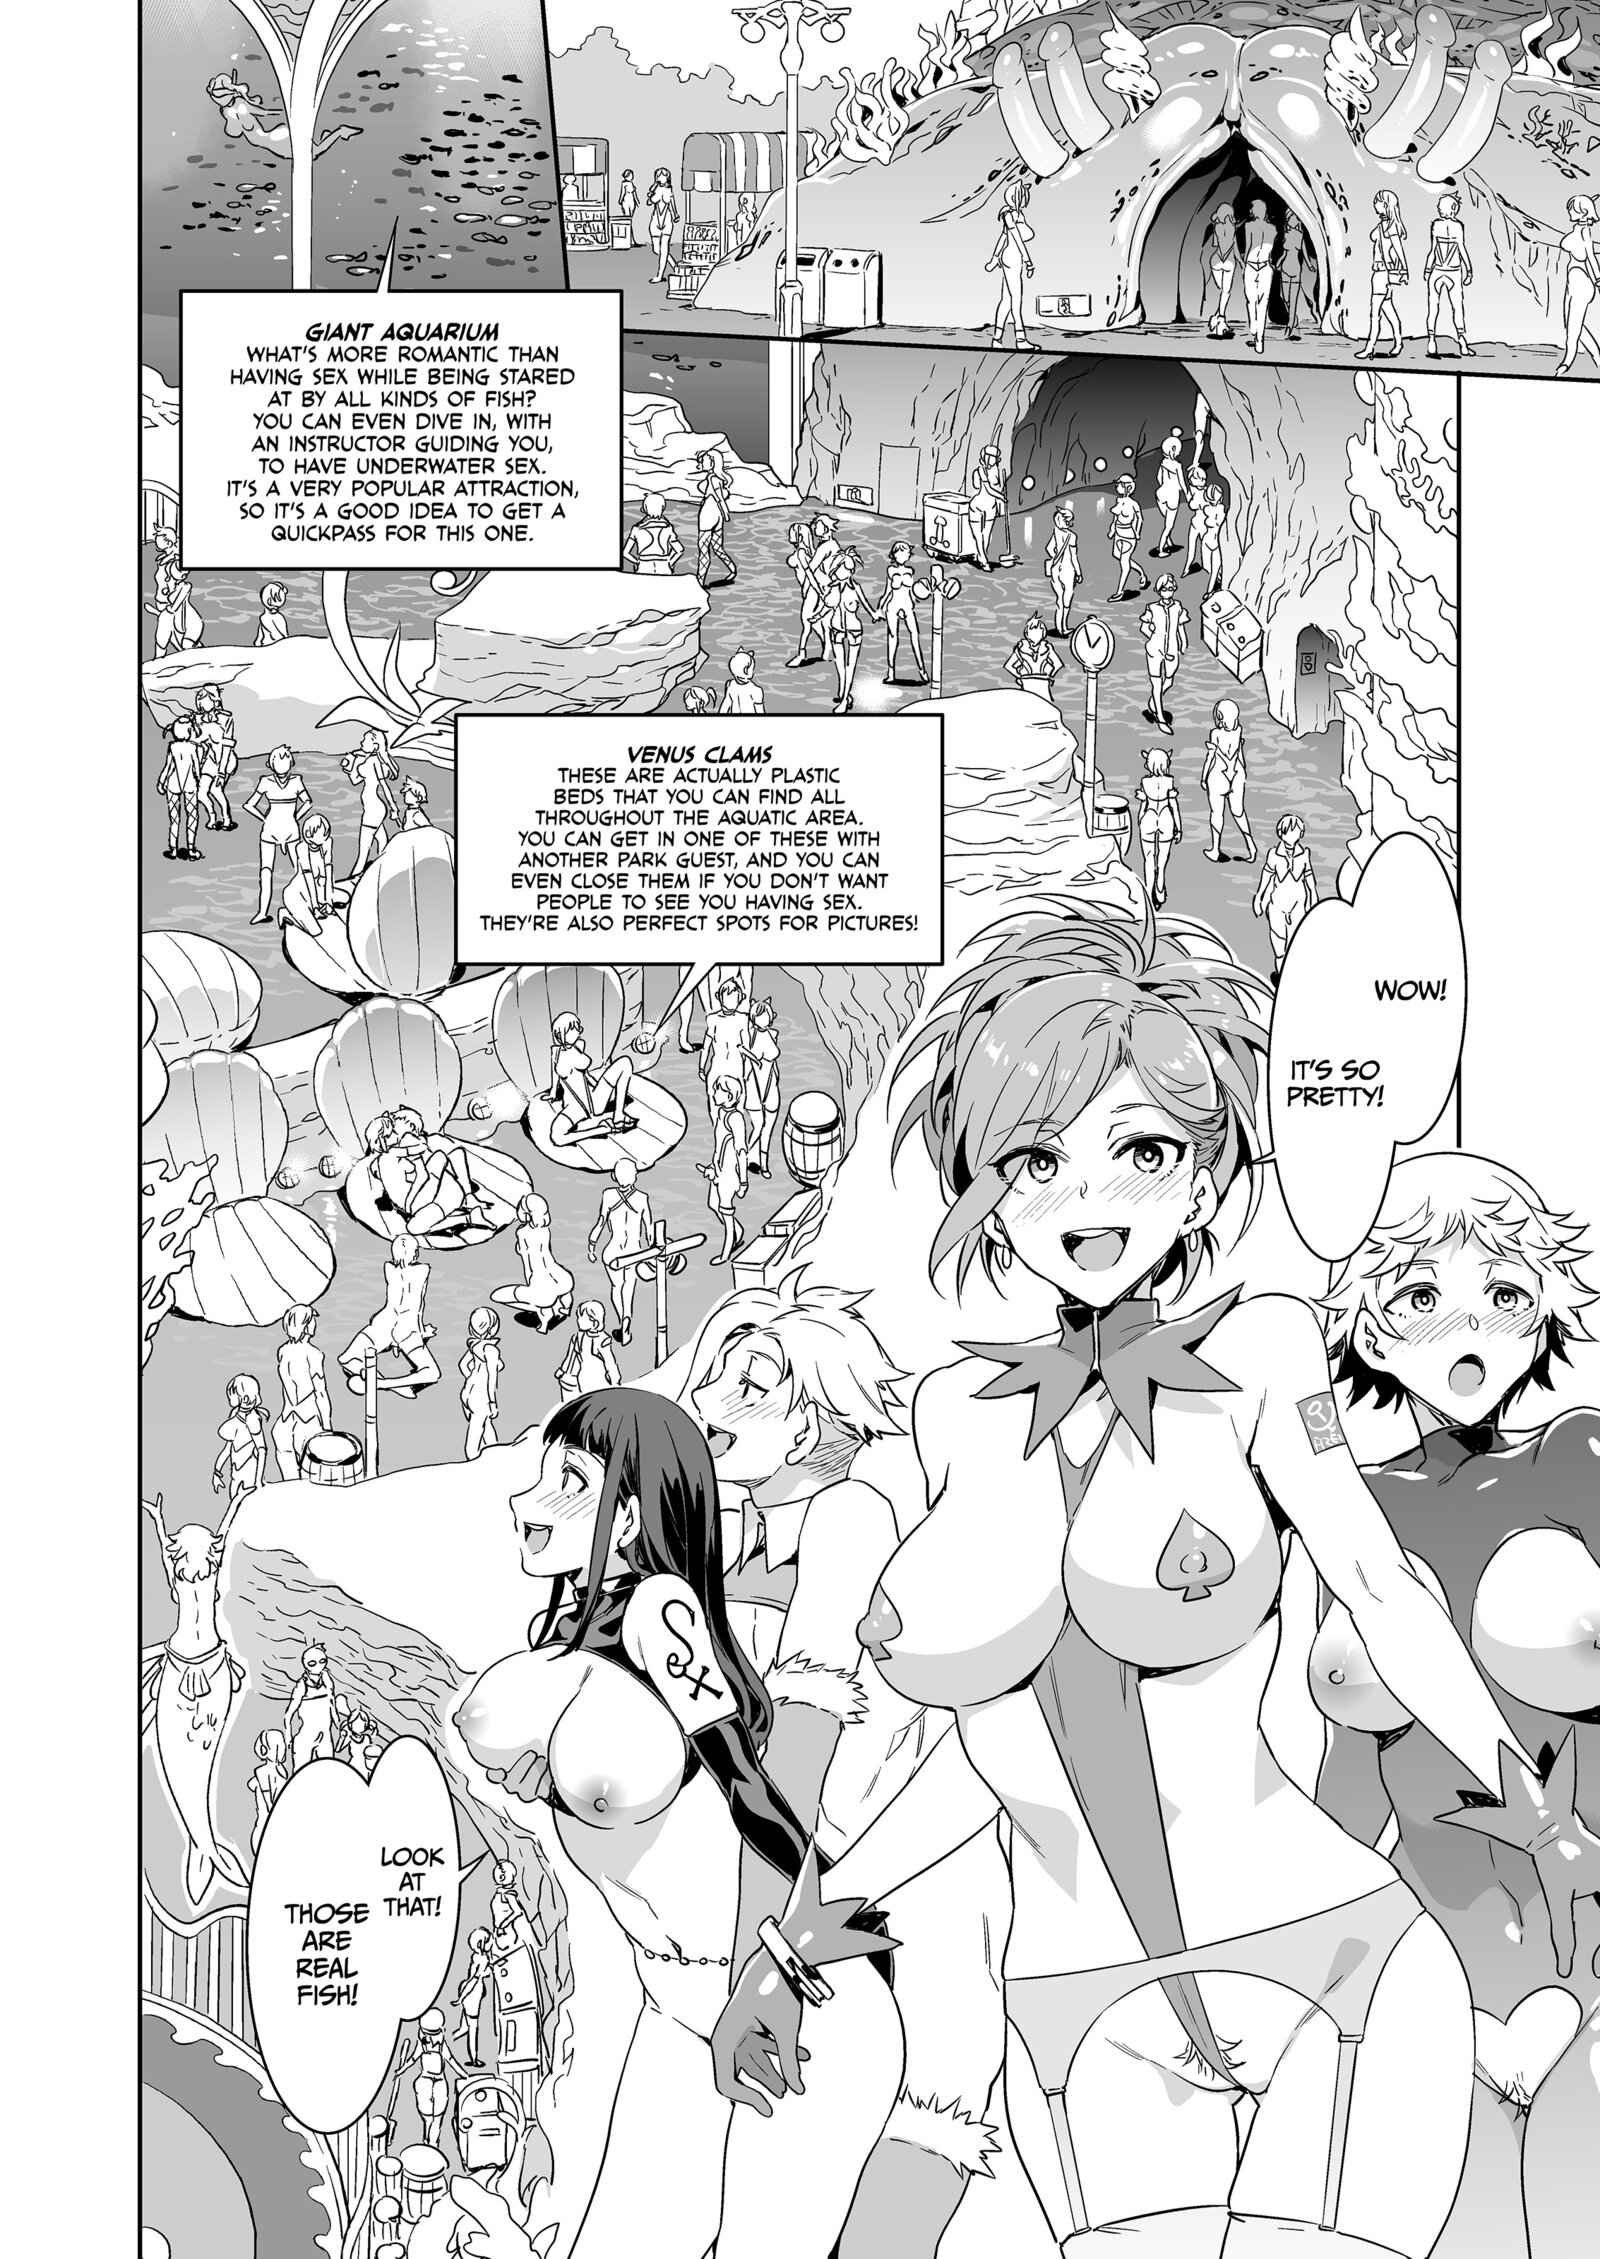 GIANT AQUARIUM
WHAT'S MORE ROMANTIC THAN
HAVING SEX WHILE BEING STARED
AT BY ALL KINDS OF FISH?
YOU CAN EVEN DIVE IN, WITH
AN INSTRUCTOR GUIDING YOU,
TO HAVE UNDERWATER SEX.
IT'S A VERY POPULAR ATTRACTION,
SO IT'S A GOOD IDEA TO GET A
QUICKPASS FOR THIS ONE.
VENUS CLAMS
THESE ARE ACTUALLY PLASTIC
BEDS THAT YOU CAN FIND ALL
THROUGHOUT THE AQUATIC AREA.
YOU CAN GET IN ONE OF THESE WITH
ANOTHER PARK GUEST, AND YOU CAN
EVEN CLOSE THEM IF YOU DON'T WANT
PEOPLE TO SEE YOU HAVING SEX.
THEY'RE ALSO PERFECT SPOTS FOR PICTURES!
WOW!
IT'S SO
PRETTY!
LOOK
AT
THAT!
THOSE
ARE
REAL
FISH!